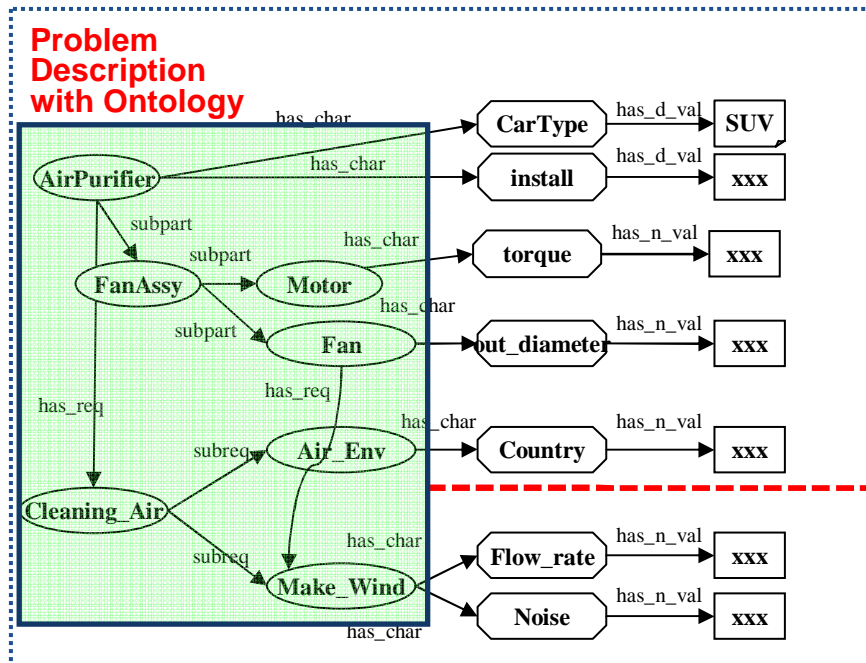 Problem
Description
with Ontology
has_char
CarType
has_d_val
SUV
AirPurifier
has_char
install
has_d_val
xxx
subpart
has_char
torque
has_n_val
xxx
subpart
FanAssy
Motor
has_char
subpart
Fan
out_diameter
has_n_val
xxx
has_req
has_req
has_char
has_n_val
subreq
Air_Env
Country
xxx
Cleaning_Air
has_char
has_n_val
subreq
Flow_rate
xxx
Make_Wind
has_n_val
Noise
xxx
has_char